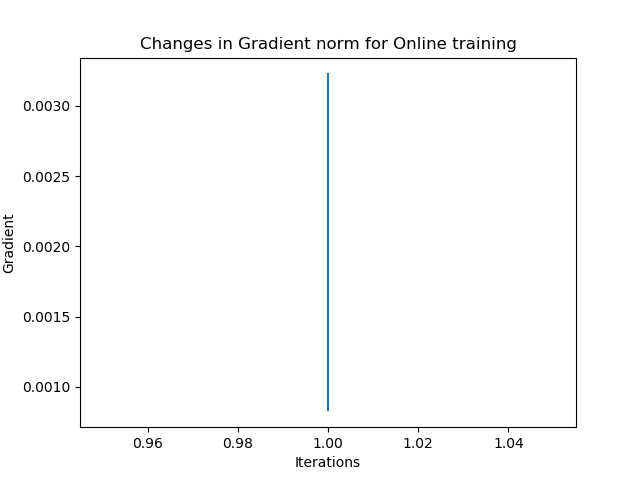 Changes in Gradient norm for Online training
0.0030
0.0025
0.0020
0.0015
0.0010
Gradient
0.96 0.98 1.00 1.02 1.04
Iterations